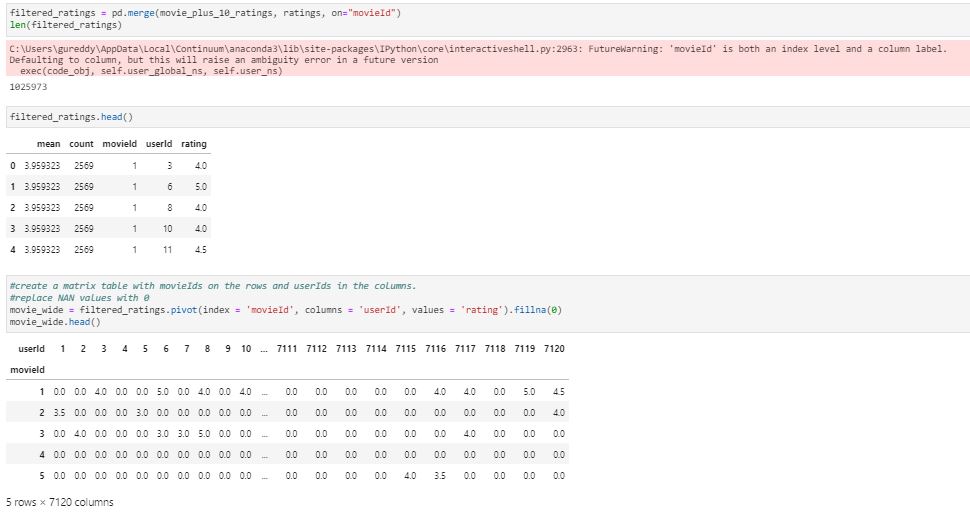 filtered_ratings = pd.merge(movie_plus_10_ratings, ratings, on="movieId")
len(filtered_ratings)
C:\Users\gureddy\AppData\Local\Continuum\anaconda3\lib\site-packages\IPython\core\interactiveshell.py:2963: FutureWarning: 'movieId' is both an index level and a column label.
Defaulting to column, but this will raise an ambiguity error in a future version
exec(code_obj, self.user_global_ns, self.user_ns)
1025973
filtered_ratings.head()
mean count movieId userId rating
0 3.959323 2569 1 3 4.0
1 3.959323 2569 1 6 5.0
2 3.959323 2569 1 8 4.0
3 3.959323 2569 1 10 4.0
4 3.959323 2569 1 11 4.5
#create a matrix table with movieIds on the rows and userIds in the columns.
#replace NAN values with 0
movie_wide = filtered_ratings.pivot(index = 'movieId', columns = 'userId', values = 'rating').fillna(0)
movie_wide.head()
userId 1 2 3 4 5 6 7 8 9 10 ... 7111 7112 7113 7114 7115 7116 7117 7118 7119 7120
movieId
1 0.0 0.0 4.0 0.0 0.0 5.0 0.0 4.0 0.0 4.0 ... 0.0 0.0 0.0 0.0 0.0 4.0 4.0 0.0 5.0 4.5
2 3.5 0.0 0.0 0.0 3.0 0.0 0.0 0.0 0.0 0.0 ... 0.0 0.0 0.0 0.0 0.0 0.0 0.0 0.0 0.0 4.0
3 0.0 4.0 0.0 0.0 0.0 3.0 3.0 5.0 0.0 0.0 ... 0.0 0.0 0.0 0.0 0.0 0.0 4.0 0.0 0.0 0.0
4 0.0 0.0 0.0 0.0 0.0 0.0 0.0 0.0 0.0 0.0 ... 0.0 0.0 0.0 0.0 0.0 0.0 0.0 0.0 0.0 0.0
5 0.0 0.0 0.0 0.0 0.0 0.0 0.0 0.0 0.0 0.0 ... 0.0 0.0 0.0 0.0 4.0 3.5 0.0 0.0 0.0 0.0
5 rows × 7120 columns